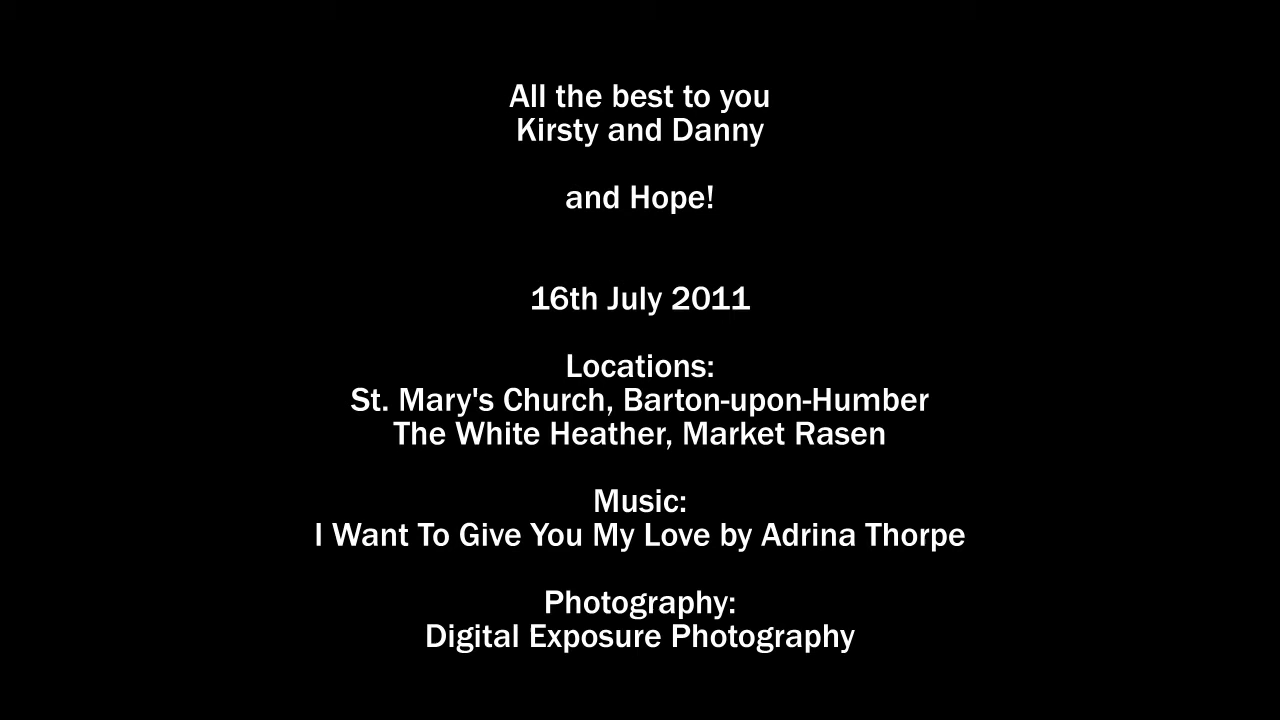 All the best to you
Kirsty and Danny
and Hope!
16th July 2011
Locations:
St. Mary's Church, Barton-upon-Humber
The White Heather, Market Rasen
Music:
I Want To Give You My Love by Adrina Thorpe
Photography:
Digital Exposure Photography